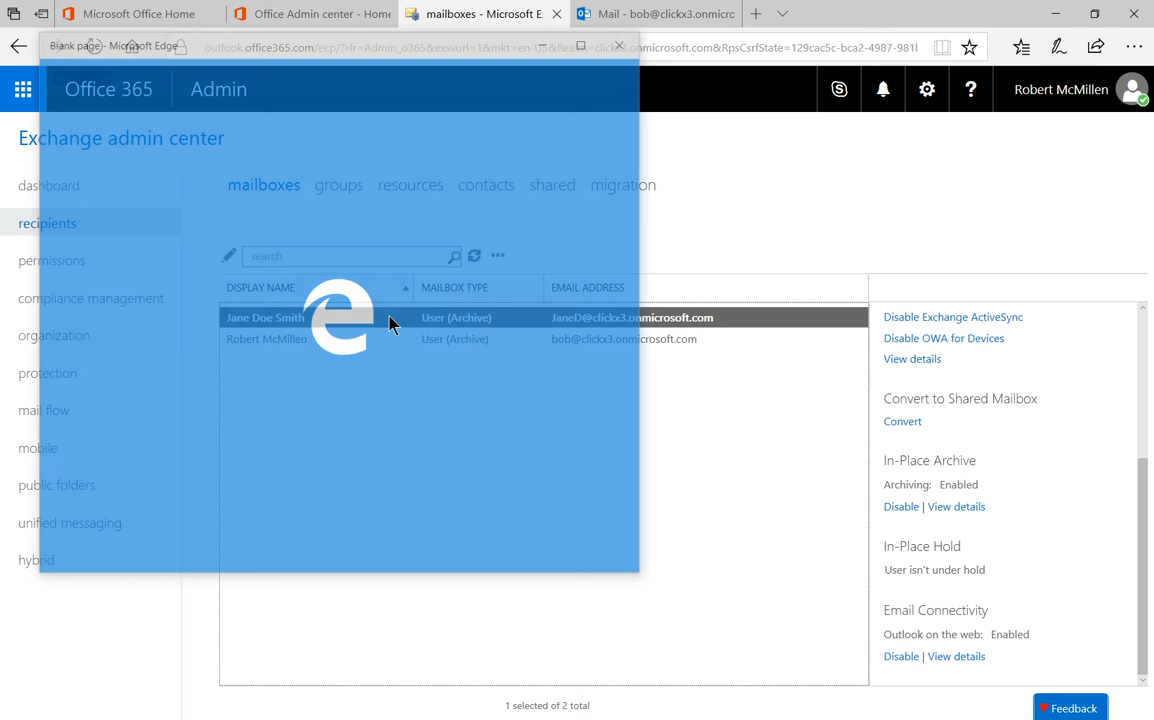 Microsoft Office Home
Office Admin center - Home
mailboxes - Microsoft E
Mail - bob@clickx3.onmicrc
Blank page - Microsoft Edge
outlook.office365.com/ecp/?rfr=Admin_o365&exsvurl=1&mkt=en-US&Realm=clickx3.onmicrosoft.com&RpsCsrfState=129cac5c-bca2-4987-981l
Office 365
Admin
Robert McMillen
Exchange admin center
dashboard
recipients
permissions
compliance management
organization
protection
mail flow
mobile
public folders
unified messaging
hybrid
mailboxes groups resources contacts shared migration
search
DISPLAY NAME MAILBOX TYPE EMAIL ADDRESS
Jane Doe Smith User (Archive) JaneD@clickx3.onmicrosoft.com
Robert McMillen User (Archive) bob@clickx3.onmicrosoft.com
Disable Exchange ActiveSync
Disable OWA for Devices
View details
Convert to Shared Mailbox
Convert
In-Place Archive
Archiving: Enabled
Disable | View details
In-Place Hold
User isn't under hold
Email Connectivity
Outlook on the web: Enabled
Disable | View details
1 selected of 2 total
Feedback